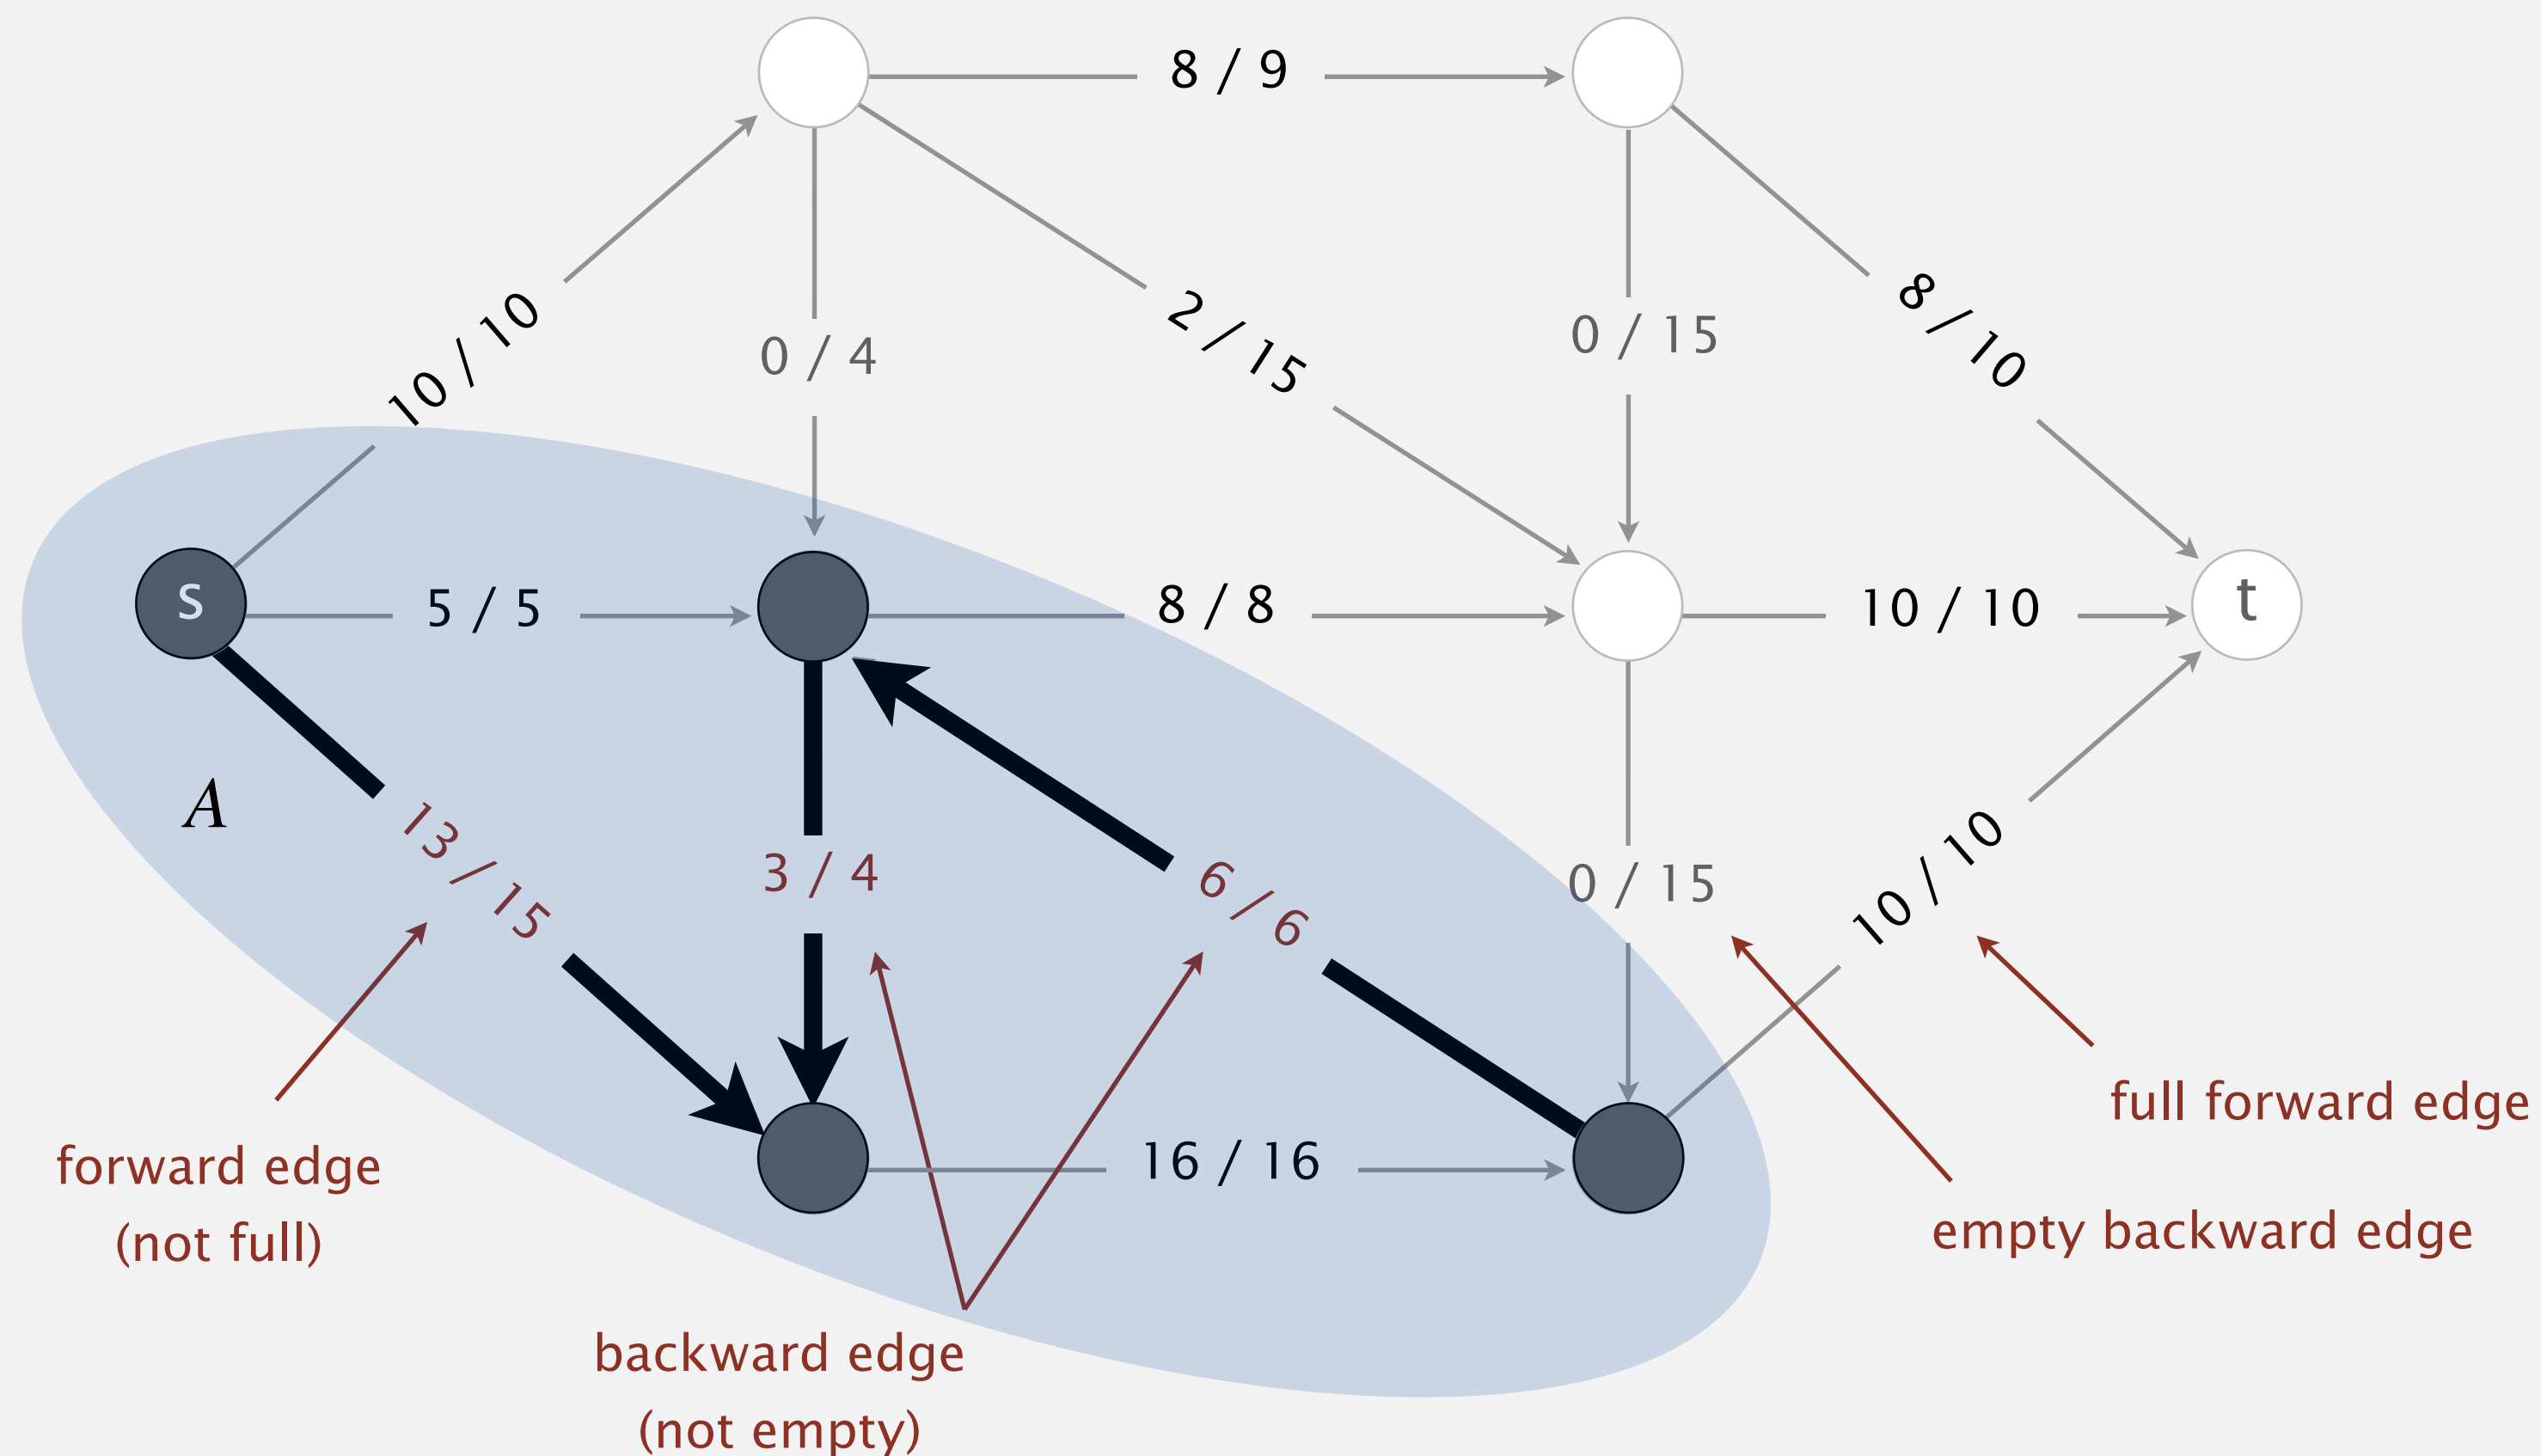 8 / 9
10 / 10
0 / 4
2 / 15
0 / 15
8 / 10
s
5 / 5
8 / 8
10 / 10
t
A
13 / 15
3 / 4
6 / 6
0 / 15
10 / 10
full forward edge
forward edge
(not full)
16 / 16
empty backward edge
backward edge
(not empty)